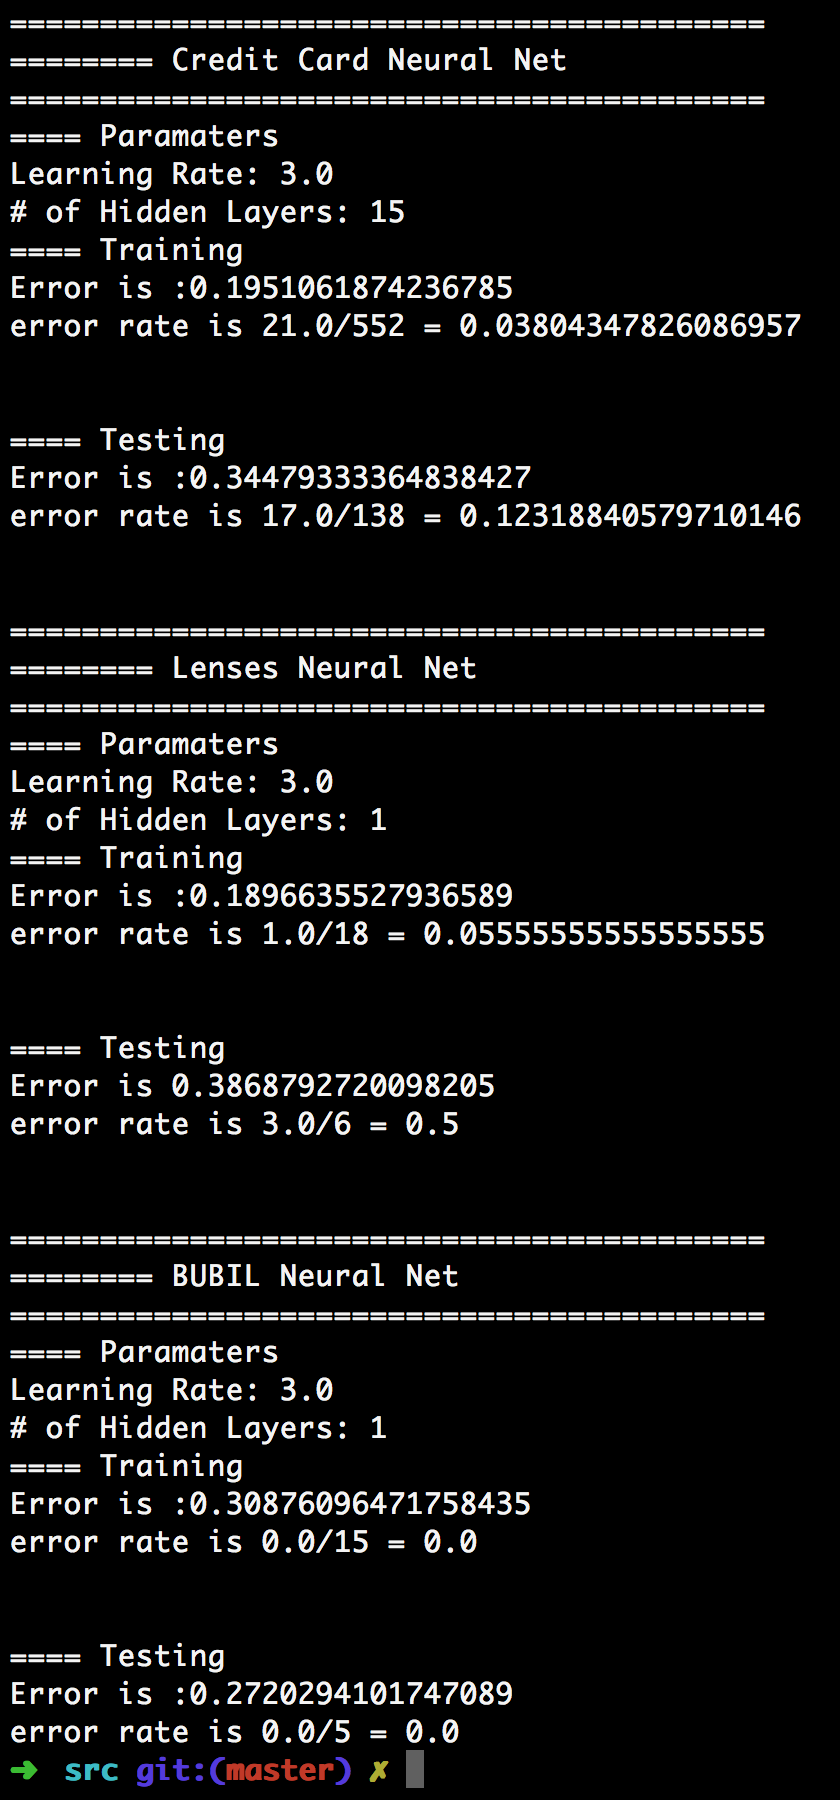 ==========================================
======== Credit Card Neural Net
==========================================
==== Paramaters
Learning Rate: 3.0
# of Hidden Layers: 15
==== Training
Error is :0.1951061874236785
error rate is 21.0/552 = 0.03804347826086957
==== Testing
Error is :0.34479333364838427
error rate is 17.0/138 = 0.12318840579710146
==========================================
======== Lenses Neural Net
==========================================
==== Paramaters
Learning Rate: 3.0
# of Hidden Layers: 1
==== Training
Error is :0.1896635527936589
error rate is 1.0/18 = 0.05555555555555555
==== Testing
Error is 0.3868792720098205
error rate is 3.0/6 = 0.5
==========================================
======== BUBIL Neural Net
==========================================
==== Paramaters
Learning Rate: 3.0
# of Hidden Layers: 1
==== Training
Error is :0.30876096471758435
error rate is 0.0/15 = 0.0
==== Testing
Error is :0.2720294101747089
error rate is 0.0/5 = 0.0
➜ src git:(master) ✗